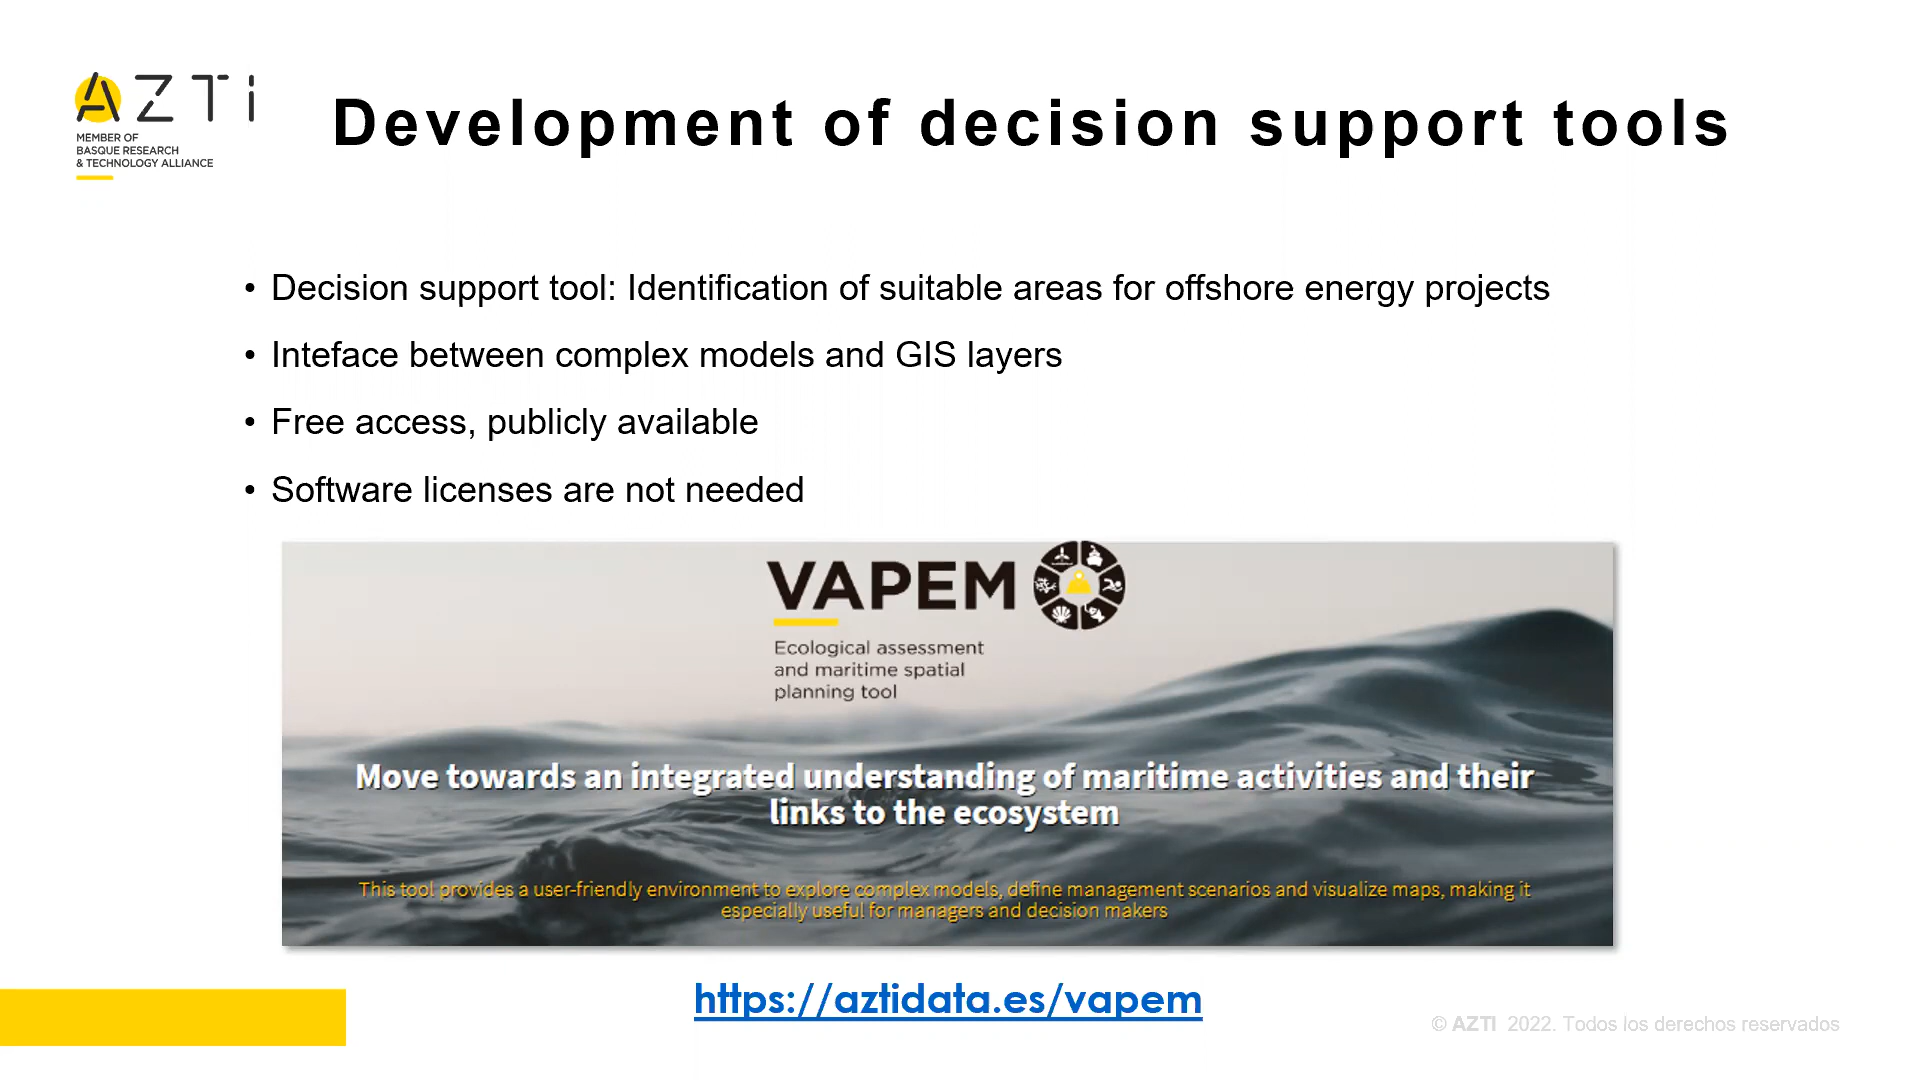 AZTi
MEMBER OF
BASQUE RESEARCH
& TECHNOLOGY ALLIANCE
Development of decision support tools
• Decision support tool: Identification of suitable areas for offshore energy projects
• Inteface between complex models and GIS layers
• Free access, publicly available
• Software licenses are not needed
VAPEM
Ecological assessment
and maritime spatial
planning tool
Move towards an integrated understanding of maritime activities and their
links to the ecosystem
This tool provides a user-friendly environment to explore complex models, define management scenarios and visualize maps, making it
especially useful for managers and decision makers
https://aztidata.es/vapem
© AZTI 2022. Todos los derechos reservados